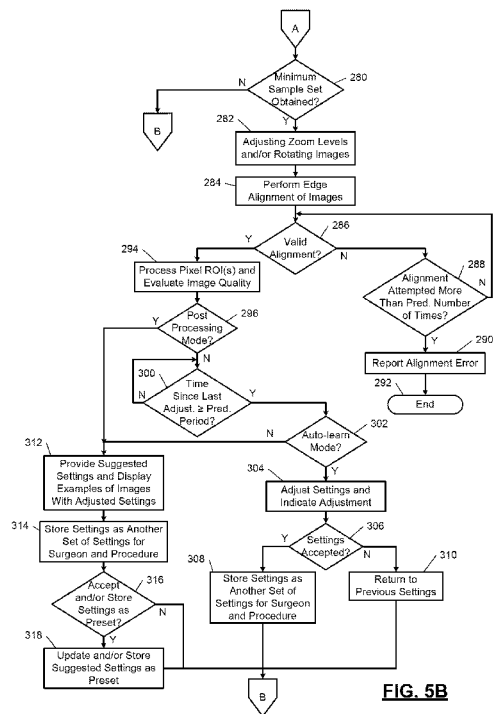 A
280
Minimum
Sample Set
Obtained?
N
Y
B
282
Adjusting Zoom Levels
and/or Rotating Images
284
Perform Edge
Alignment of Images
286
Valid
Alignment?
Y
N
294
Process Pixel ROI(s) and
Evaluate Image Quality
288
Alignment
Attempted More
Than Pred. Number
of Times?
N
Y
296
Post
Processing
Mode?
Y
N
290
Report Alignment Error
292
End
300
Time
Since Last
Adjust. ≥ Pred.
Period?
N
Y
302
Auto-learn
Mode?
N
Y
312
Provide Suggested
Settings and Display
Examples of Images
With Adjusted Settings
304
Adjust Settings and
Indicate Adjustment
306
Settings
Accepted?
Y
N
314
Store Settings as Another
Set of Settings for
Surgeon and Procedure
308
Store Settings as
Another Set of
Settings for Surgeon
and Procedure
310
Return to
Previous Settings
316
Accept
and/or Store
Settings as
Preset?
N
Y
318
Update and/or Store
Suggested Settings as
Preset
B
FIG. 5B